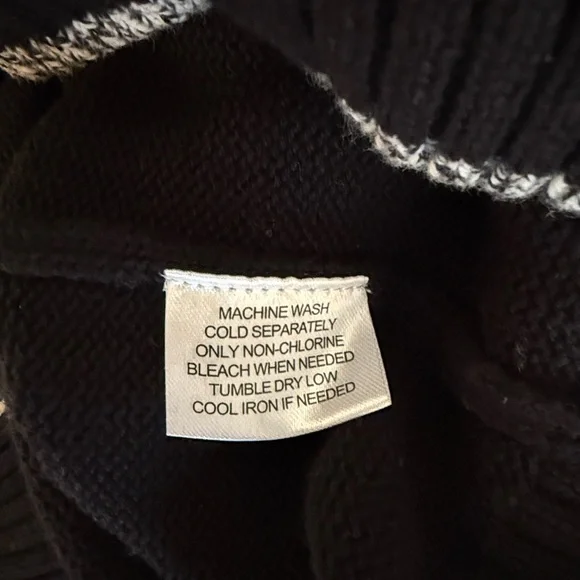 MACHINE WASH
COLD SEPARATELY
ONLY NON-CHLORINE
BLEACH WHEN NEEDED
TUMBLE DRY LOW
COOL IRON IF NEEDED